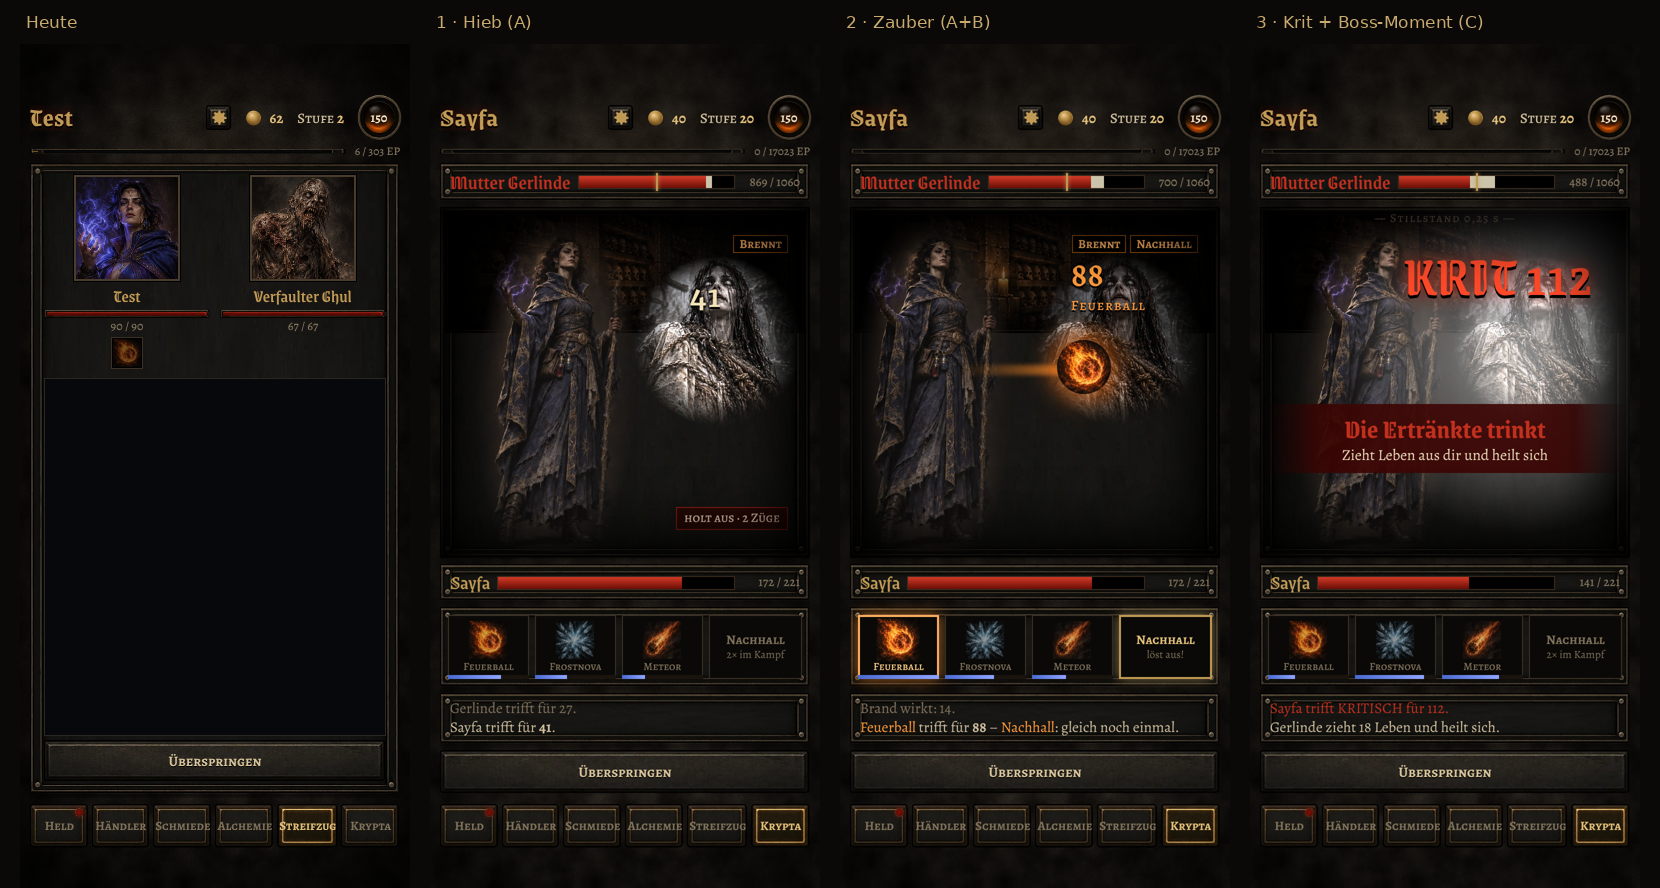 Heute
Test
62
Stufe 2
150
6 / 303 EP
Test
Verfaulter Ghul
90 / 90
67 / 67
Überspringen
Held
Händler
Schmiede
Alchemie
Streifzug
Krypta
1 · Hieb (A)
Sayfa
40
Stufe 20
150
0 / 17023 EP
Mutter Gerlinde
869 / 1060
Brennt
41
holt aus · 2 Züge
Sayfa
172 / 221
Feuerball
Frostnova
Meteor
Nachhall
2× im Kampf
Gerlinde trifft für 27.
Sayfa trifft für 41.
Überspringen
Held
Händler
Schmiede
Alchemie
Streifzug
Krypta
2 · Zauber (A+B)
Sayfa
40
Stufe 20
150
0 / 17023 EP
Mutter Gerlinde
700 / 1060
Brennt
Nachhall
88
Feuerball
Sayfa
172 / 221
Feuerball
Frostnova
Meteor
Nachhall
löst aus!
Brand wirkt: 14.
Feuerball trifft für 88 – Nachhall: gleich noch einmal.
Überspringen
Held
Händler
Schmiede
Alchemie
Streifzug
Krypta
3 · Krit + Boss-Moment (C)
Sayfa
40
Stufe 20
150
0 / 17023 EP
Mutter Gerlinde
488 / 1060
— Stillstand 0,25 s —
KRIT 112
Die Ertränkte trinkt
Zieht Leben aus dir und heilt sich
Sayfa
141 / 221
Feuerball
Frostnova
Meteor
Nachhall
2× im Kampf
Sayfa trifft KRITISCH für 112.
Gerlinde zieht 18 Leben und heilt sich.
Überspringen
Held
Händler
Schmiede
Alchemie
Streifzug
Krypta